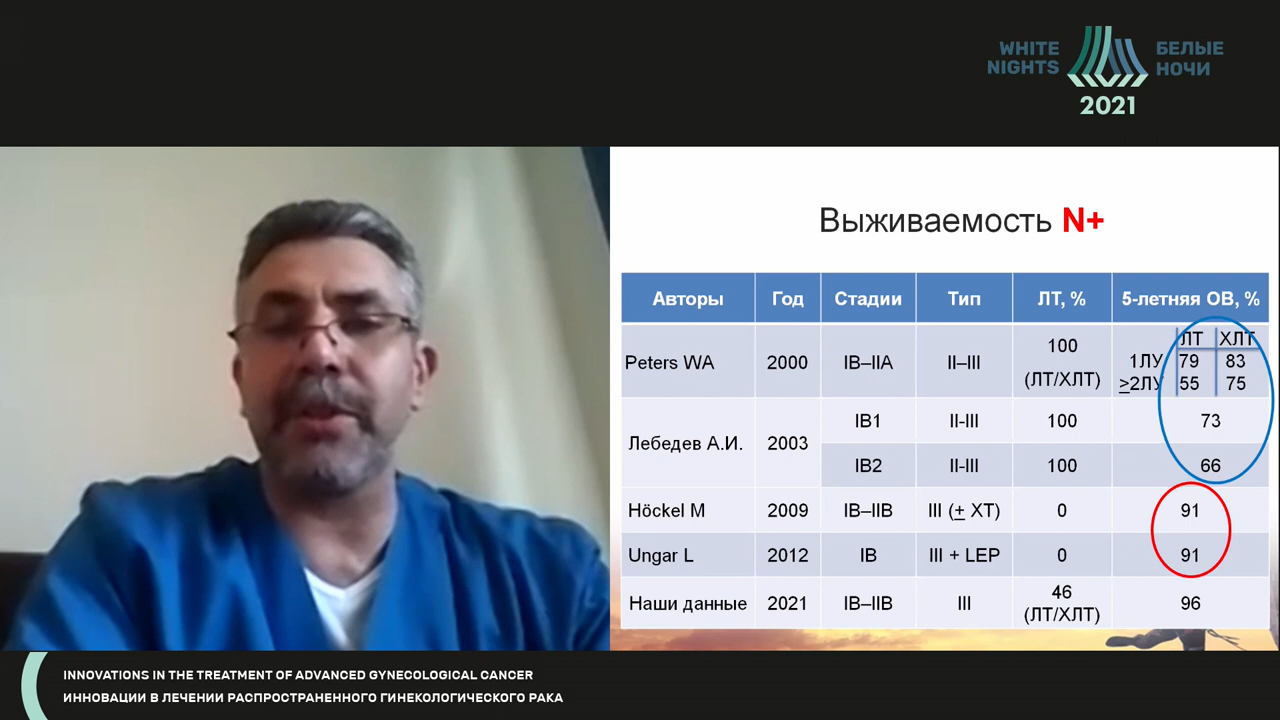 WHITE NIGHTS
БЕЛЫЕ НОЧИ
2021
Выживаемость N+
Авторы Год Стадии Тип ЛТ, % 5-летняя ОВ, %
ЛТ ХЛТ
Peters WA 2000 IB–IIA II–III 100 (ЛТ/ХЛТ) 1ЛУ 79 83
>2ЛУ 55 75
Лебедев А.И. 2003 IB1 II-III 100 73
IB2 II-III 100 66
Höckel M 2009 IB–IIB III (+ ХТ) 0 91
Ungar L 2012 IB III + LEP 0 91
Наши данные 2021 IB–IIB III 46 (ЛТ/ХЛТ) 96
INNOVATIONS IN THE TREATMENT OF ADVANCED GYNECOLOGICAL CANCER
ИННОВАЦИИ В ЛЕЧЕНИИ РАСПРОСТРАНЕННОГО ГИНЕКОЛОГИЧЕСКОГО РАКА